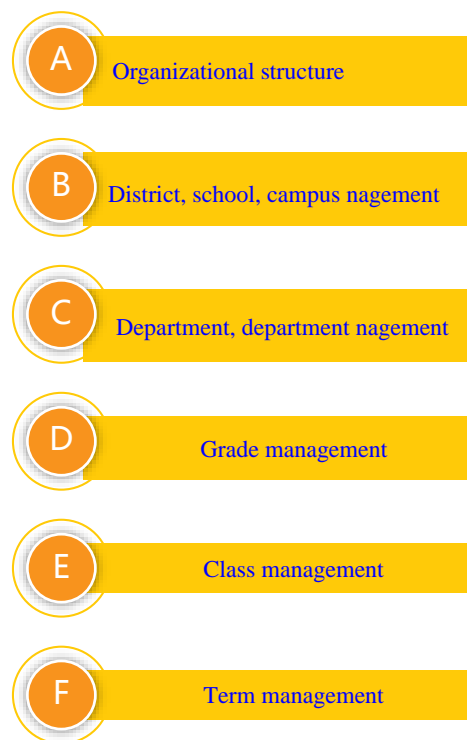 A
Organizational structure
B
District, school, campus nagement
C
Department, department nagement
D
Grade management
E
Class management
F
Term management